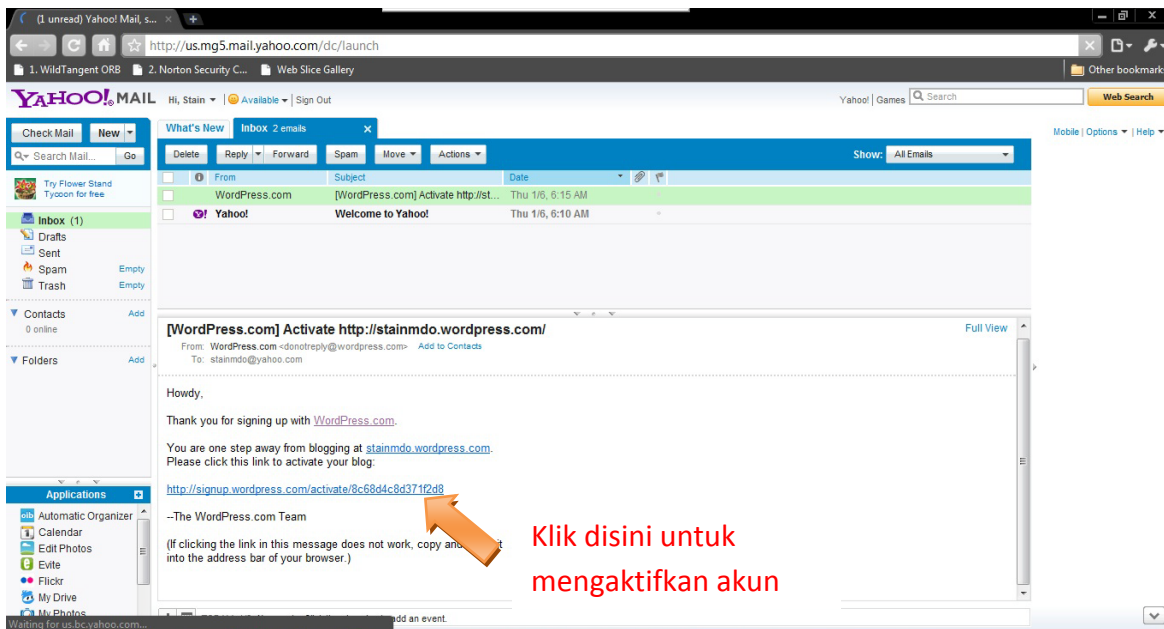 (1 unread) Yahoo! Mail, s...
http://us.mg5.mail.yahoo.com/dc/launch
1. WildTangent ORB 2. Norton Security C... Web Slice Gallery Other bookmark
YAHOO! MAIL Hi, Stain Available Sign Out Yahoo! Games Search Web Search
Check Mail New What's New Inbox 2 emails Mobile | Options | Help
Search Mail... Go Delete Reply Forward Spam Move Actions Show: All Emails
Try Flower Stand
Tycoon for free
From Subject Date
WordPress.com [WordPress.com] Activate http://st... Thu 1/6, 6:15 AM
Yahoo! Welcome to Yahoo! Thu 1/6, 6:10 AM
Inbox (1)
Drafts
Sent
Spam Empty
Trash Empty
Contacts Add
0 online
Folders Add
[WordPress.com] Activate http://stainmdo.wordpress.com/ Full View
From: WordPress.com <donotreply@wordpress.com> Add to Contacts
To: stainmdo@yahoo.com
Howdy,
Thank you for signing up with WordPress.com.
You are one step away from blogging at stainmdo.wordpress.com.
Please click this link to activate your blog:
http://signup.wordpress.com/activate/8c68d4c8d371f2d8
--The WordPress.com Team
(If clicking the link in this message does not work, copy and it
into the address bar of your browser.)
Klik disini untuk
mengaktifkan akun
Applications
Automatic Organizer
Calendar
Edit Photos
Evite
Flickr
My Drive
My Photos
add an event.
Waiting for us.bc.yahoo.com...